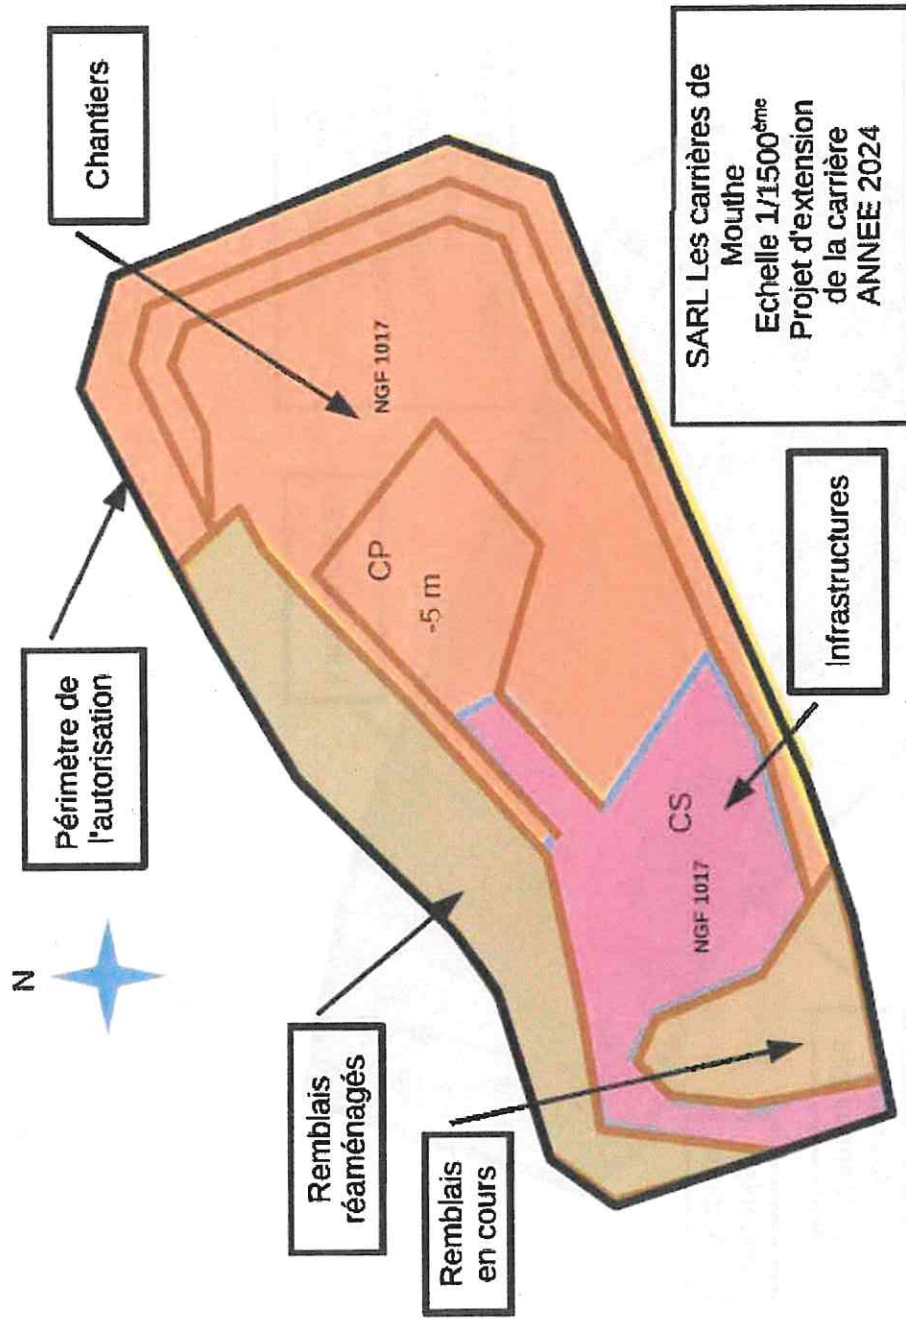 N
Périmètre de
l'autorisation
Chantiers
Remblais
réaménagés
Remblais
en cours
NGF 1017
CP
-5 m
CS
NGF 1017
Infrastructures
SARL Les carrières de
Mouthe
Echelle 1/1500ème
Projet d'extension
de la carrière
ANNEE 2024